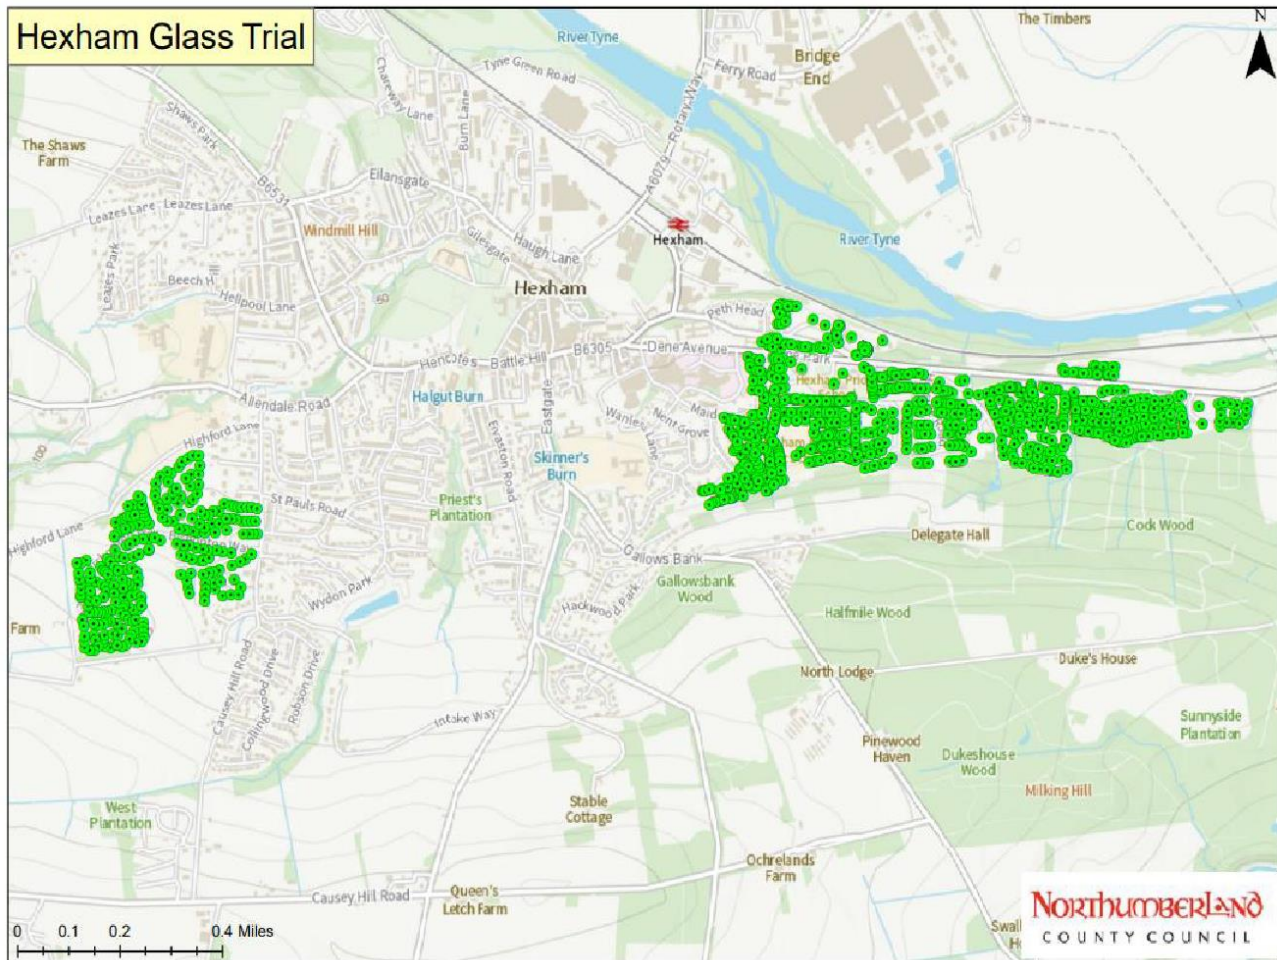 Hexham Glass Trial
The Timbers
N
River Tyne
Bridge
End
Tyne Green Road
Ferry Road
Chareway Lane
Burn Lane
A6079 - Rotary Way
Shaws Park
The Shaws
Farm
B6531
Eilansgate
Leazes Lane
Leazes Lane
Windmill Hill
Gilesgate
Haugh Lane
Hexham
River Tyne
Leazes Park
Beech Hill
60
Hellpool Lane
Hexham
Peth Head
Hencotes
Battle Hill
B6305
Dene Avenue
Park
Allendale Road
Halgut Burn
Eastgate
Wanless Lane
Maid
Nent Grove
Highford Lane
100
Elvaston Road
Skinner's
Burn
St Pauls Road
Priest's
Plantation
Highford Lane
Cock Wood
Delegate Hall
Gallows Bank
Gallowsbank
Wood
Wydon Park
Hackwood Park
Halfmile Wood
Farm
Causey Hill Road
Collingwood Drive
Robson Drive
North Lodge
Duke's House
Intake Way
Sunnyside
Plantation
Pinewood
Haven
Dukeshouse
Wood
Milking Hill
West
Plantation
Stable
Cottage
Ochrelands
Farm
Causey Hill Road
Queen's
Letch Farm
0 0.1 0.2 0.4 Miles
NORTHUMBERLAND
COUNTY COUNCIL